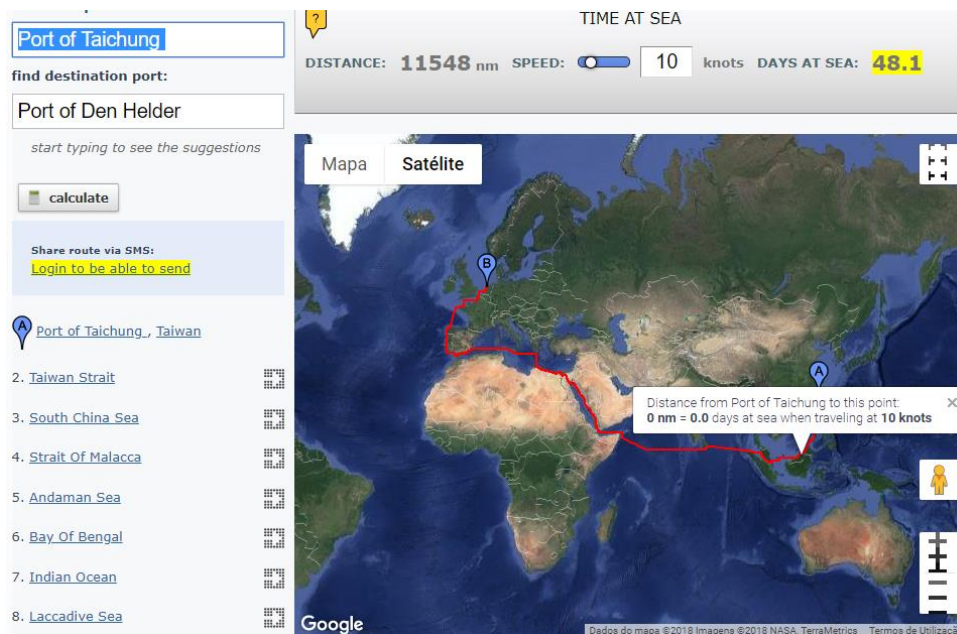 Port of Taichung
find destination port:
Port of Den Helder
start typing to see the suggestions
calculate
Share route via SMS:
Login to be able to send
A Port of Taichung , Taiwan
2. Taiwan Strait
3. South China Sea
4. Strait Of Malacca
5. Andaman Sea
6. Bay Of Bengal
7. Indian Ocean
8. Laccadive Sea
?
TIME AT SEA
DISTANCE: 11548 nm SPEED: 10 knots DAYS AT SEA: 48.1
Mapa Satélite
B
A
Distance from Port of Taichung to this point:
0 nm = 0.0 days at sea when traveling at 10 knots
Google
Dados do mapa ©2018 Imagens ©2018 NASA, TerraMetrics Termos de Utilizaçã